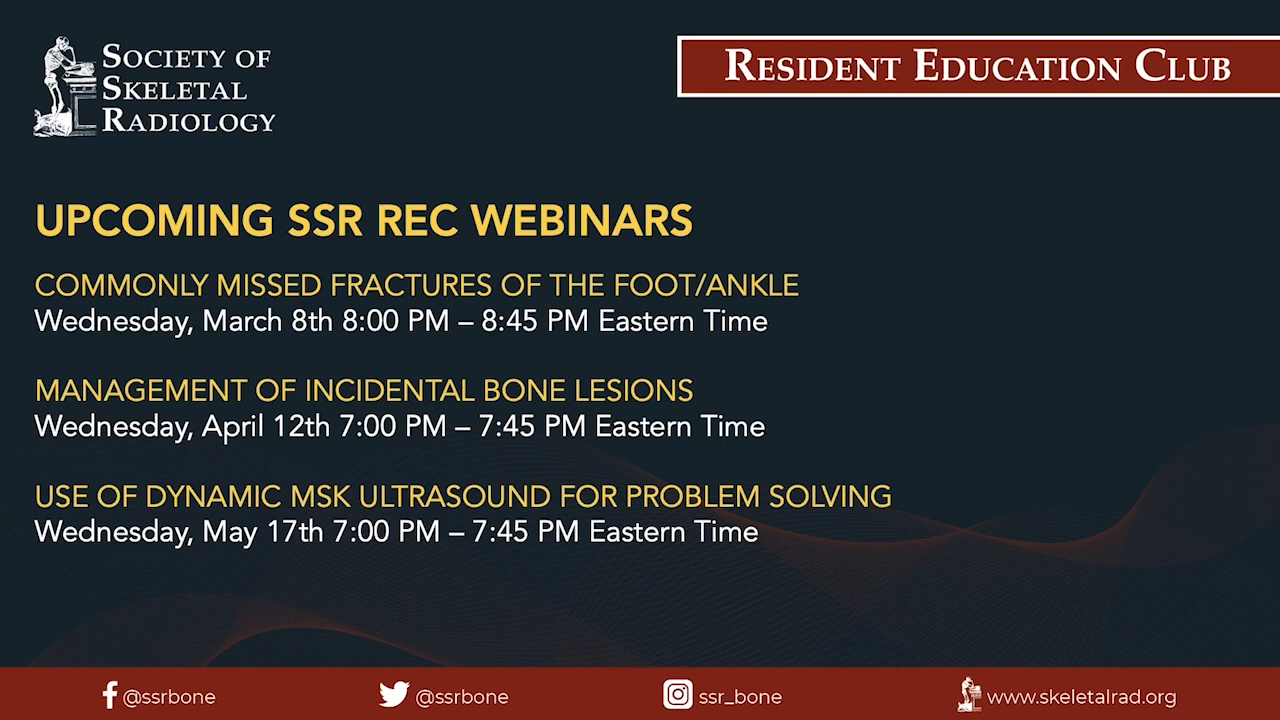 SOCIETY OF
SKELETAL
RADIOLOGY
RESIDENT EDUCATION CLUB
UPCOMING SSR REC WEBINARS
COMMONLY MISSED FRACTURES OF THE FOOT/ANKLE
Wednesday, March 8th 8:00 PM – 8:45 PM Eastern Time
MANAGEMENT OF INCIDENTAL BONE LESIONS
Wednesday, April 12th 7:00 PM – 7:45 PM Eastern Time
USE OF DYNAMIC MSK ULTRASOUND FOR PROBLEM SOLVING
Wednesday, May 17th 7:00 PM – 7:45 PM Eastern Time
@ssrbone
@ssrbone
ssr_bone
www.skeletalrad.org